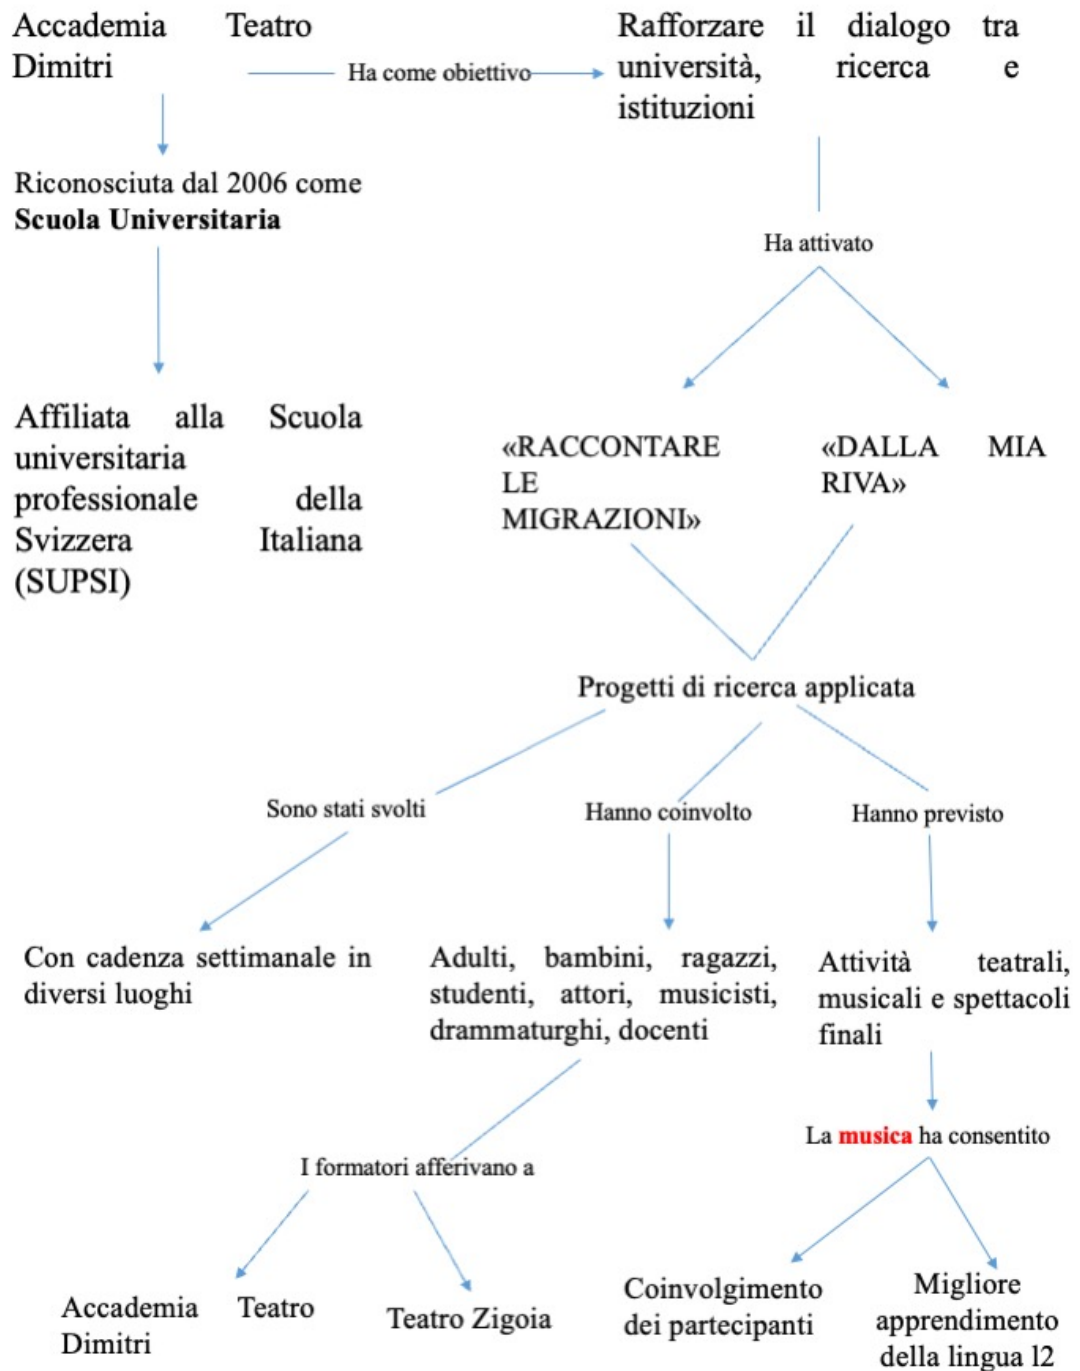 Accademia Teatro
Dimitri
Ha come obiettivo
Rafforzare il dialogo tra
università, ricerca e
istituzioni
Riconosciuta dal 2006 come
Scuola Universitaria
Ha attivato
Affiliata alla Scuola
universitaria
professionale della
Svizzera Italiana
(SUPSI)
«RACCONTARE
LE
MIGRAZIONI»
«DALLA MIA
RIVA»
Progetti di ricerca applicata
Sono stati svolti
Hanno coinvolto
Hanno previsto
Con cadenza settimanale in
diversi luoghi
Adulti, bambini, ragazzi,
studenti, attori, musicisti,
drammaturghi, docenti
Attività teatrali,
musicali e spettacoli
finali
La musica ha consentito
I formatori afferivano a
Accademia Teatro
Dimitri
Teatro Zigoia
Coinvolgimento
dei partecipanti
Migliore
apprendimento
della lingua l2